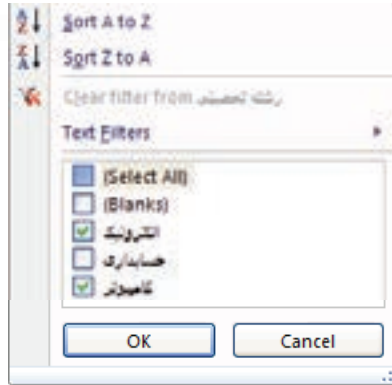 Sort A to Z
Sort Z to A
Clear filter from رشته تحصیلی
Text Filters
(Select All)
(Blanks)
الکترونیک
حسابداری
کامپیوتر
OK
Cancel